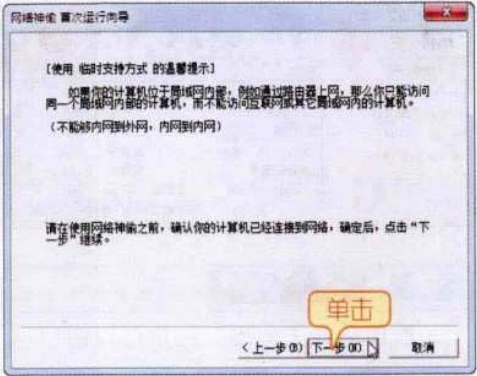 网络神偷 首次运行向导
[使用 临时支持方式 的温馨提示]
如果你的计算机位于局域网内部，例如通过路由器上网，那么你只能访问
同一个局域网内部的计算机，而不能访问互联网或其它局域网内的计算机。
（不能够内网到外网，内网到内网）
请在使用网络神偷之前，确认你的计算机已经连接到网络，确定后，点击“下
一步”继续。
单击
<上一步(B)
下一步(N)
取消